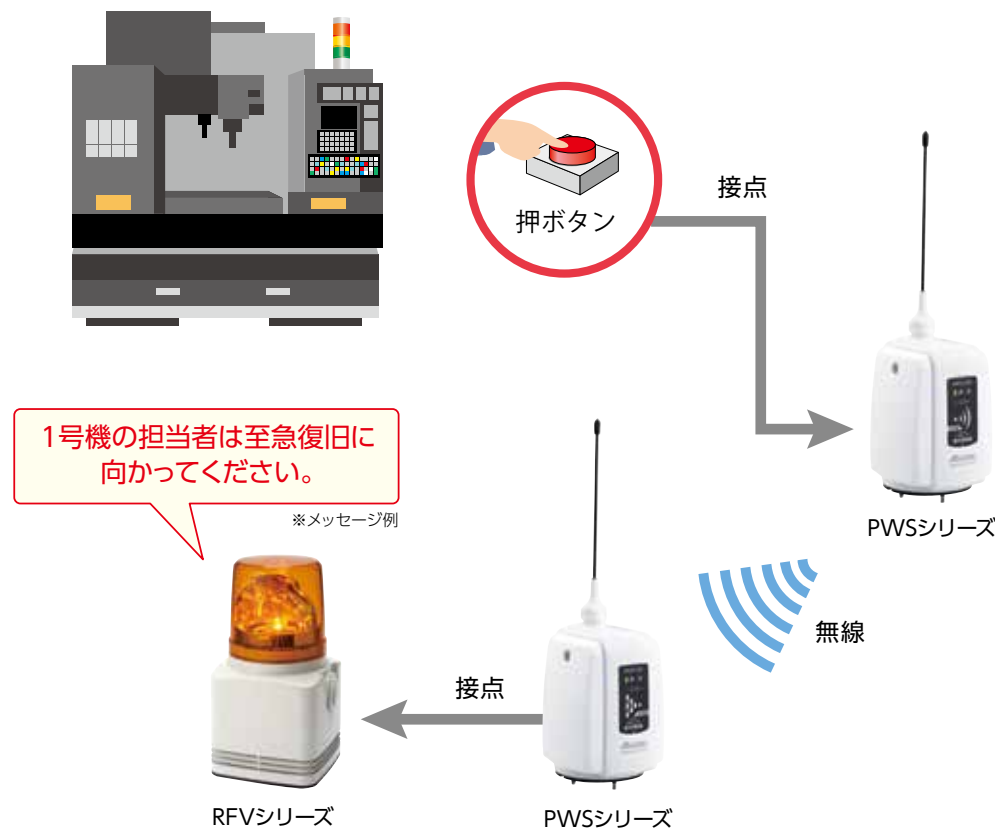 押ボタン
接点
PWSシリーズ
1号機の担当者は至急復旧に
向かってください。
※メッセージ例
無線
接点
RFVシリーズ
PWSシリーズ